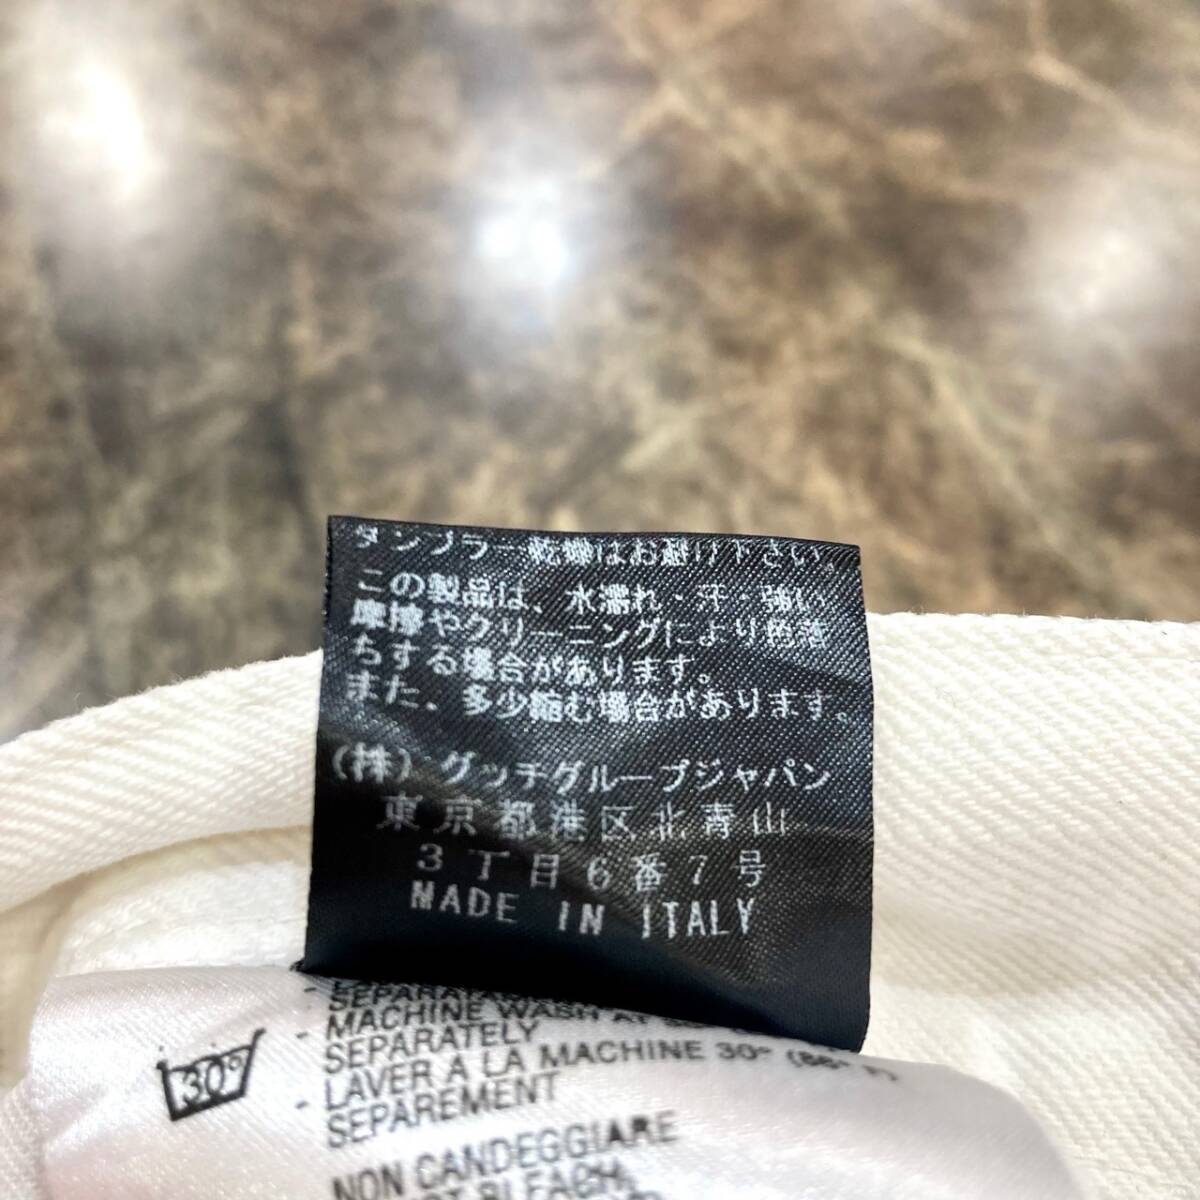 タンブラー乾燥はお避け下さい。
この製品は、水濡れ・汗・強い
摩擦やクリーニングにより色落
ちする場合があります。
また、多少縮む場合があります。
(株)グッチグループジャパン
東京都港区北青山
3丁目6番7号
MADE IN ITALY
MACHINE WASH AT
SEPARATELY
- LAVER A LA MACHINE 30° (86° F)
SEPAREMENT
30°
NON CANDEGGIARE
BLEACH